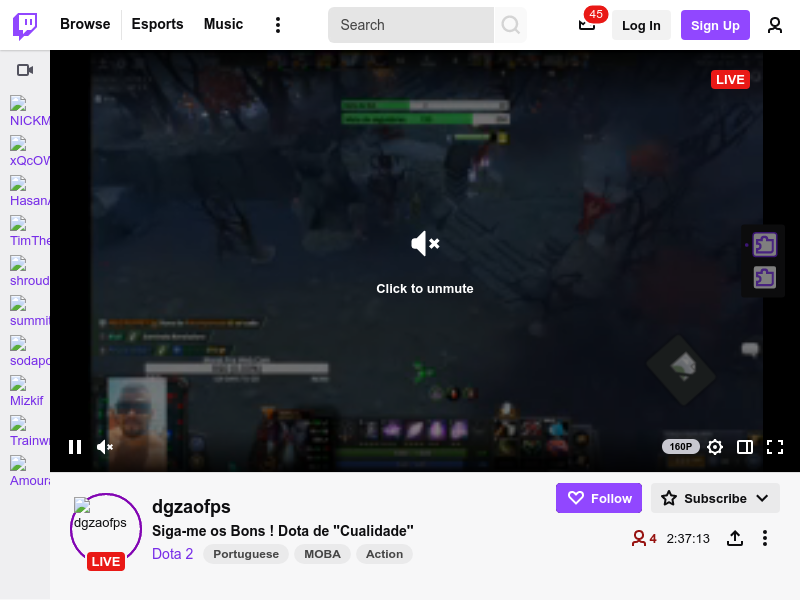 Browse
Esports
Music
Search
45
Log In
Sign Up
NICKM
xQcOW
HasanA
TimThe
shroud
summit
sodapo
Mizkif
Trainw
Amoura
LIVE
Click to unmute
160P
dgzaofps
LIVE
dgzaofps
Siga-me os Bons ! Dota de "Cualidade"
Dota 2
Portuguese
MOBA
Action
Follow
Subscribe
4
2:37:13